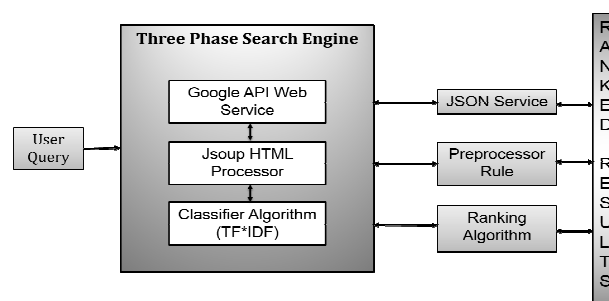 Three Phase Search Engine
Google API Web
Service
Jsoup HTML
Processor
Classifier Algorithm
(TF*IDF)
User
Query
JSON Service
Preprocessor
Rule
Ranking
Algorithm
R
A
N
K
E
D
R
E
S
U
L
T
S